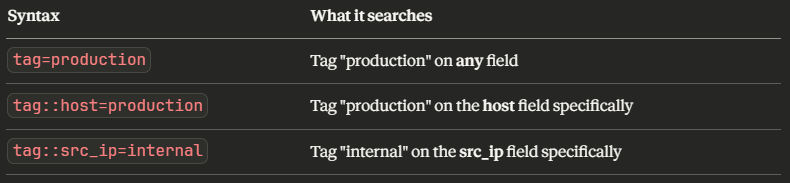 Syntax What it searches
tag=production Tag "production" on any field
tag::host=production Tag "production" on the host field specifically
tag::src_ip=internal Tag "internal" on the src_ip field specifically